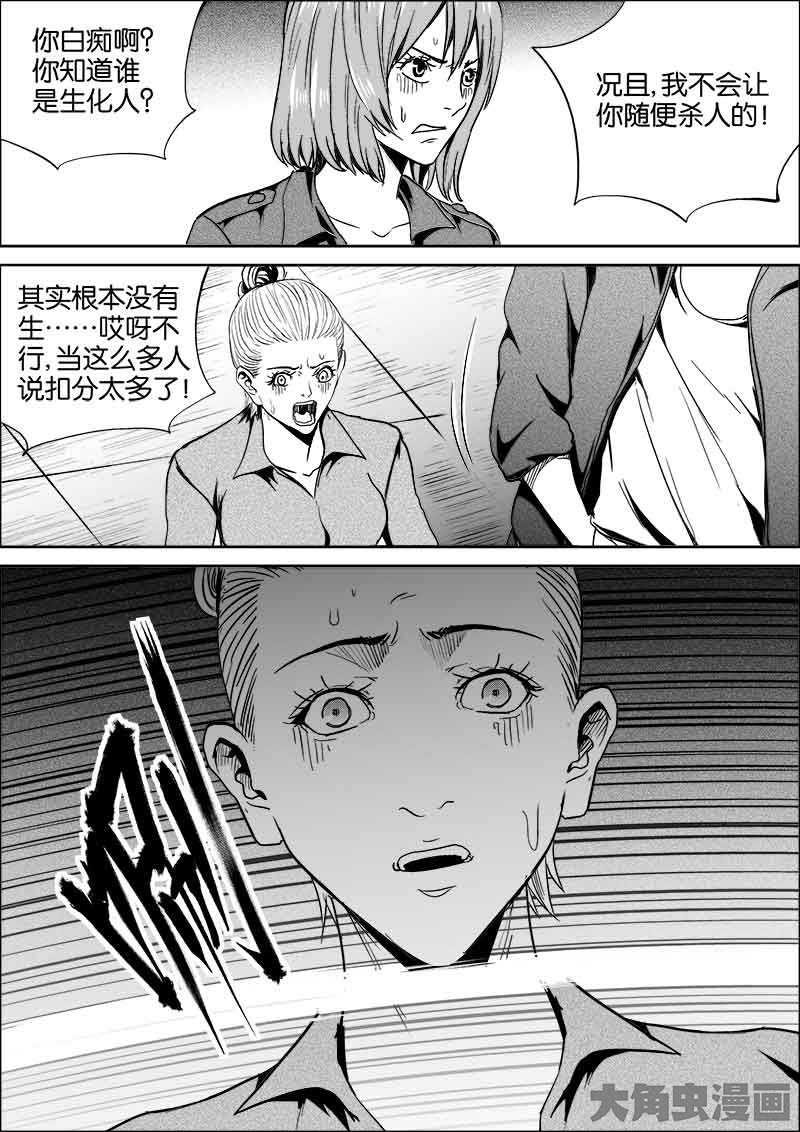 你白痴啊？
你知道谁
是生化人？
况且，我不会让
你随便杀人的！
其实根本没有
生……哎呀不
行，当这么多人
说扣分太多了！
大角虫漫画